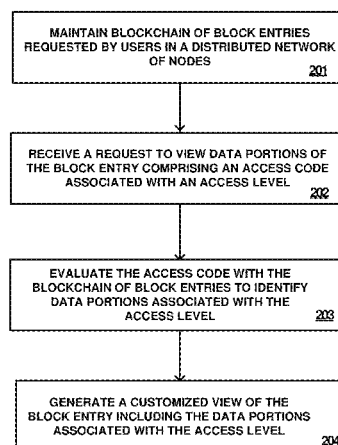 MAINTAIN BLOCKCHAIN OF BLOCK ENTRIES
REQUESTED BY USERS IN A DISTRIBUTED NETWORK
OF NODES
201
RECEIVE A REQUEST TO VIEW DATA PORTIONS OF
THE BLOCK ENTRY COMPRISING AN ACCESS CODE
ASSOCIATED WITH AN ACCESS LEVEL
202
EVALUATE THE ACCESS CODE WITH THE
BLOCKCHAIN OF BLOCK ENTRIES TO IDENTIFY
DATA PORTIONS ASSOCIATED WITH THE
ACCESS LEVEL
203
GENERATE A CUSTOMIZED VIEW OF
THE BLOCK ENTRY INCLUDING THE DATA PORTIONS
ASSOCIATED WITH THE ACCESS LEVEL
204